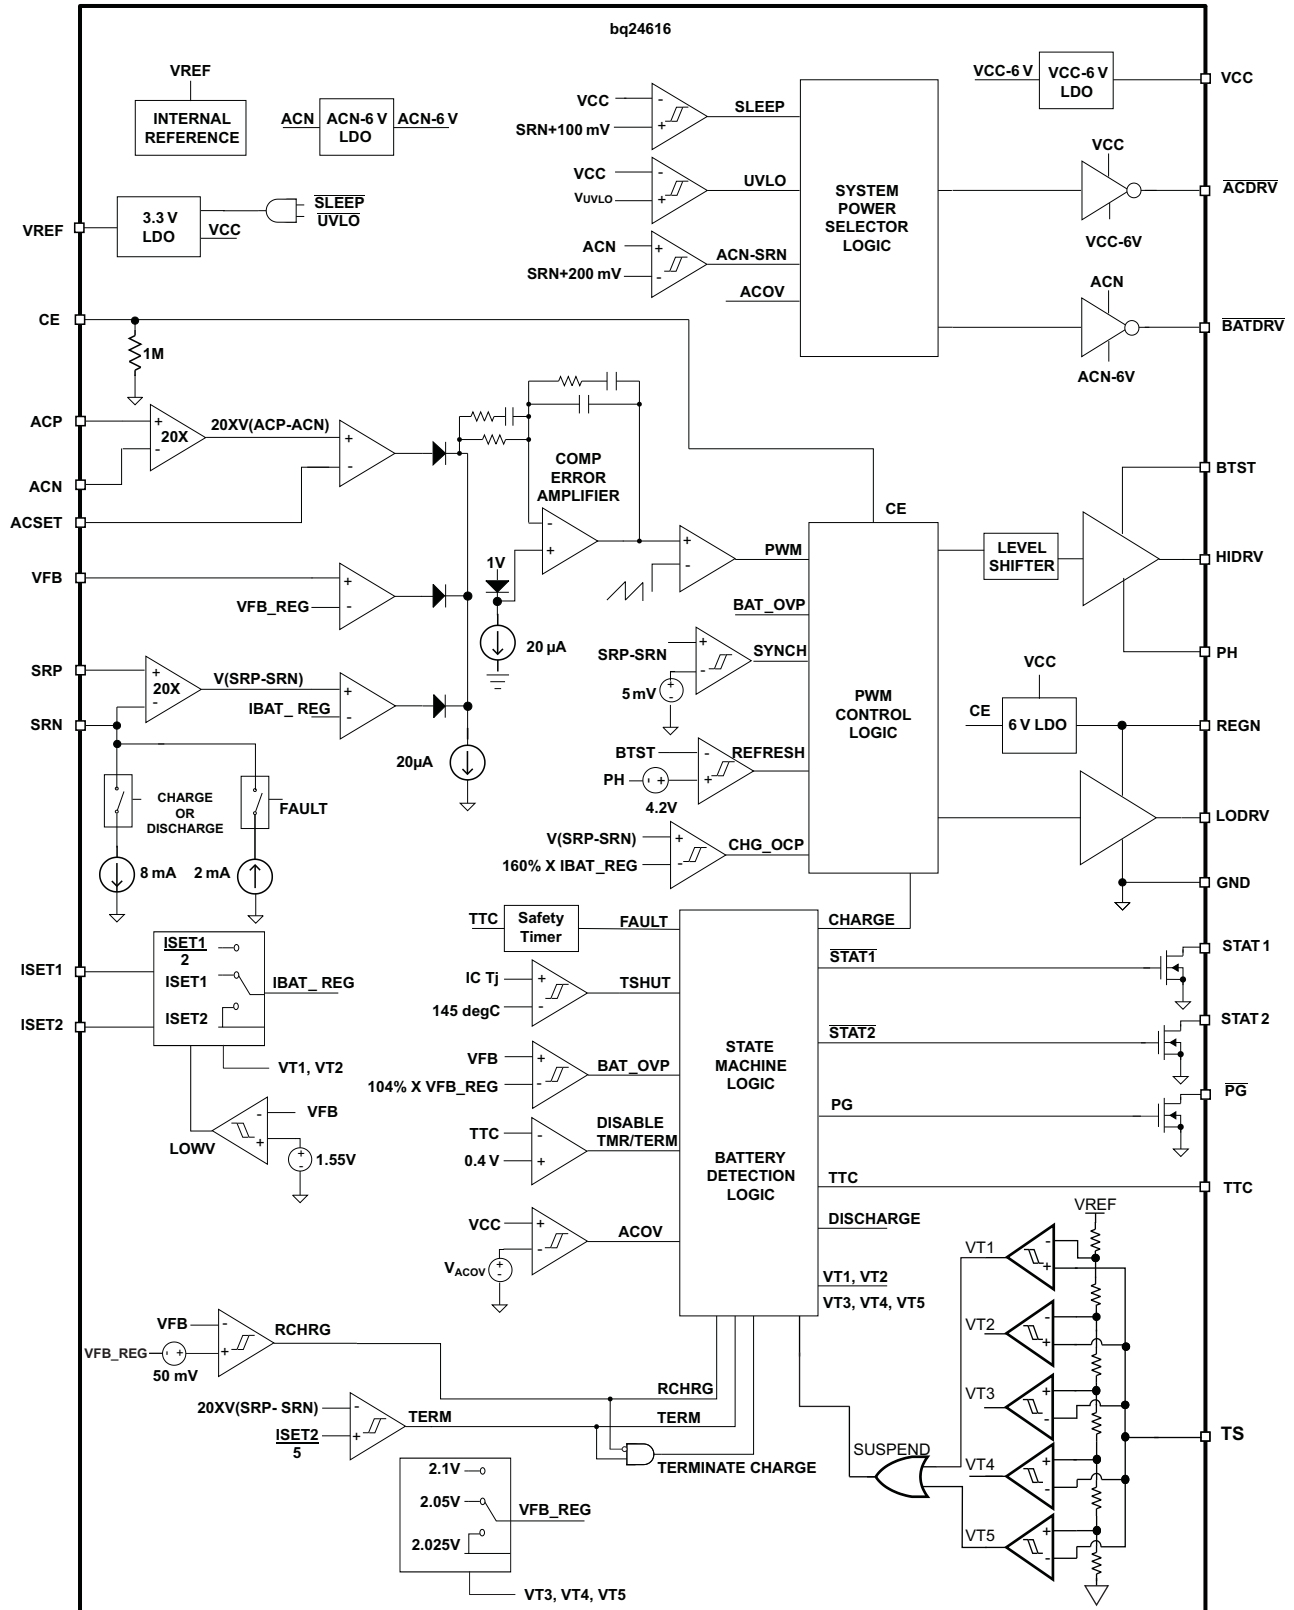 bq24616
VREF
INTERNAL
REFERENCE
ACN
ACN-6 V
LDO
ACN-6 V
VCC
SRN+100 mV
-
+
SLEEP
VCC
VUVLO
-
+
UVLO
ACN
SRN+200 mV
+
-
ACN-SRN
ACOV
SYSTEM
POWER
SELECTOR
LOGIC
VCC-6 V
VCC-6 V
LDO
VCC
VCC
ACDRV
VCC-6V
ACN
BATDRV
ACN-6V
VREF
3.3 V
LDO
VCC
SLEEP
UVLO
CE
1M
ACP
ACN
ACSET
+
-
20X
20XV(ACP-ACN)
+
-
VFB
VFB_REG
+
-
SRP
SRN
+
-
20X
V(SRP-SRN)
IBAT_ REG
+
-
20µA
COMP
ERROR
AMPLIFIER
-
+
1V
20 µA
+
-
PWM
CE
BAT_OVP
SRP-SRN
+
-
SYNCH
5 mV
+
-
BTST
PH
- +
4.2V
-
+
REFRESH
V(SRP-SRN)
160% X IBAT_REG
+
-
CHG_OCP
PWM
CONTROL
LOGIC
LEVEL
SHIFTER
BTST
HIDRV
PH
VCC
CE
6 V LDO
REGN
LODRV
GND
CHARGE
OR
DISCHARGE
FAULT
8 mA
2 mA
ISET1
ISET2
ISET1
2
ISET1
ISET2
IBAT_ REG
VT1, VT2
LOWV
-
+
VFB
+
-
1.55V
TTC
Safety
Timer
FAULT
IC Tj
145 degC
+
-
TSHUT
VFB
104% X VFB_REG
+
-
BAT_OVP
TTC
0.4 V
-
+
DISABLE
TMR/TERM
VCC
VACOV
+
-
+
-
ACOV
STATE
MACHINE
LOGIC
BATTERY
DETECTION
LOGIC
CHARGE
STAT1
STAT 1
STAT2
STAT 2
PG
PG
TTC
TTC
DISCHARGE
VT1, VT2
VT3, VT4, VT5
VFB
VFB_REG
- +
50 mV
-
+
RCHRG
RCHRG
20XV(SRP- SRN)
ISET2
5
-
+
TERM
TERM
TERMINATE CHARGE
2.1V
2.05V
2.025V
VFB_REG
VT3, VT4, VT5
SUSPEND
VREF
VT1
-
+
VT2
-
+
VT3
+
-
VT4
+
-
VT5
+
-
TS